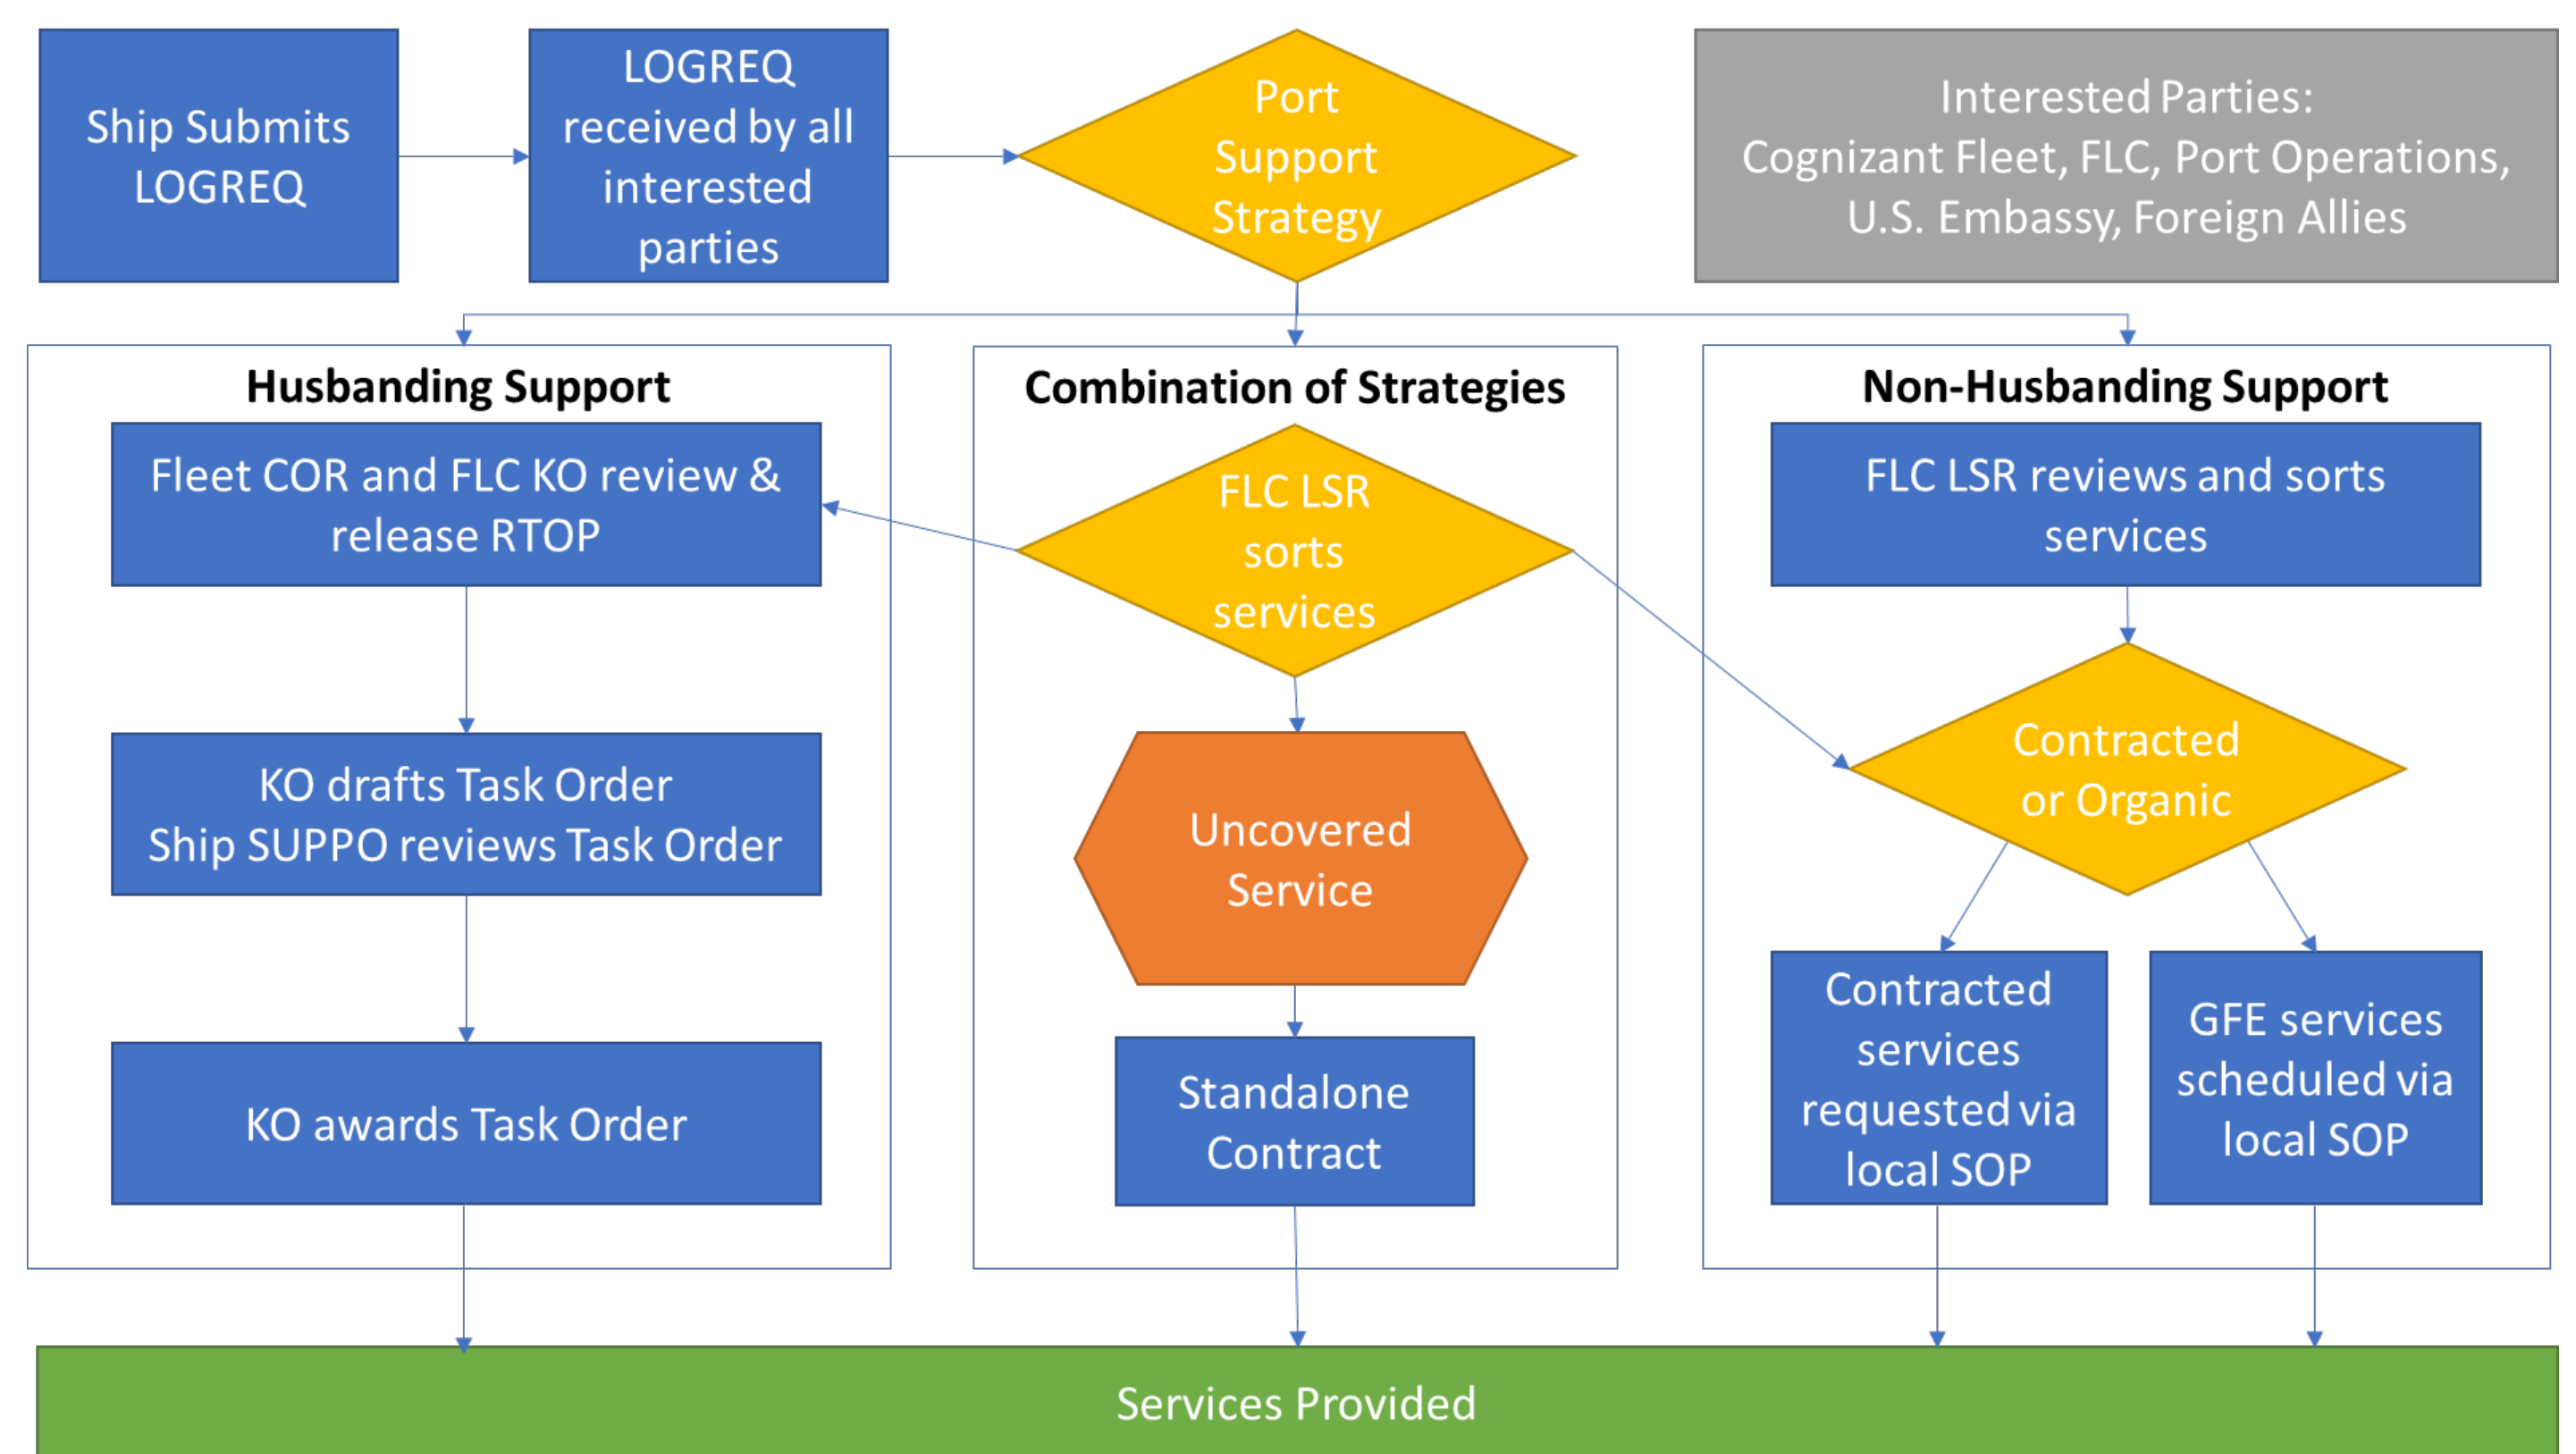 Ship Submits
LOGREQ
LOGREQ
received by all
interested
parties
Port
Support
Strategy
Interested Parties:
Cognizant Fleet, FLC, Port Operations,
U.S. Embassy, Foreign Allies
Husbanding Support
Fleet COR and FLC KO review &
release RTOP
KO drafts Task Order
Ship SUPPO reviews Task Order
KO awards Task Order
Combination of Strategies
FLC LSR
sorts
services
Uncovered
Service
Standalone
Contract
Non-Husbanding Support
FLC LSR reviews and sorts
services
Contracted
or Organic
Contracted
services
requested via
local SOP
GFE services
scheduled via
local SOP
Services Provided